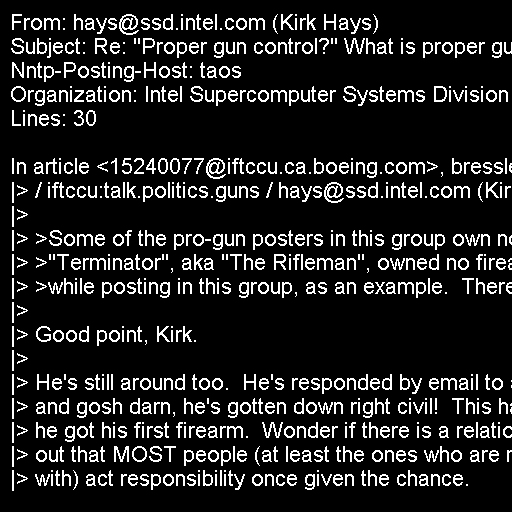 From: hays@ssd.intel.com (Kirk Hays)
Subject: Re: "Proper gun control?" What is proper gu
Nntp-Posting-Host: taos
Organization: Intel Supercomputer Systems Division
Lines: 30

In article <15240077@iftccu.ca.boeing.com>, bressle
|> / iftccu:talk.politics.guns / hays@ssd.intel.com (Kir
|>
|> >Some of the pro-gun posters in this group own no
|> >"Terminator", aka "The Rifleman", owned no firea
|> >while posting in this group, as an example.  There
|>
|> Good point, Kirk.
|>
|> He's still around too.  He's responded by email to
|> and gosh darn, he's gotten down right civil!  This ha
|> he got his first firearm.  Wonder if there is a relatio
|> out that MOST people (at least the ones who are
|> with) act responsibility once given the chance.